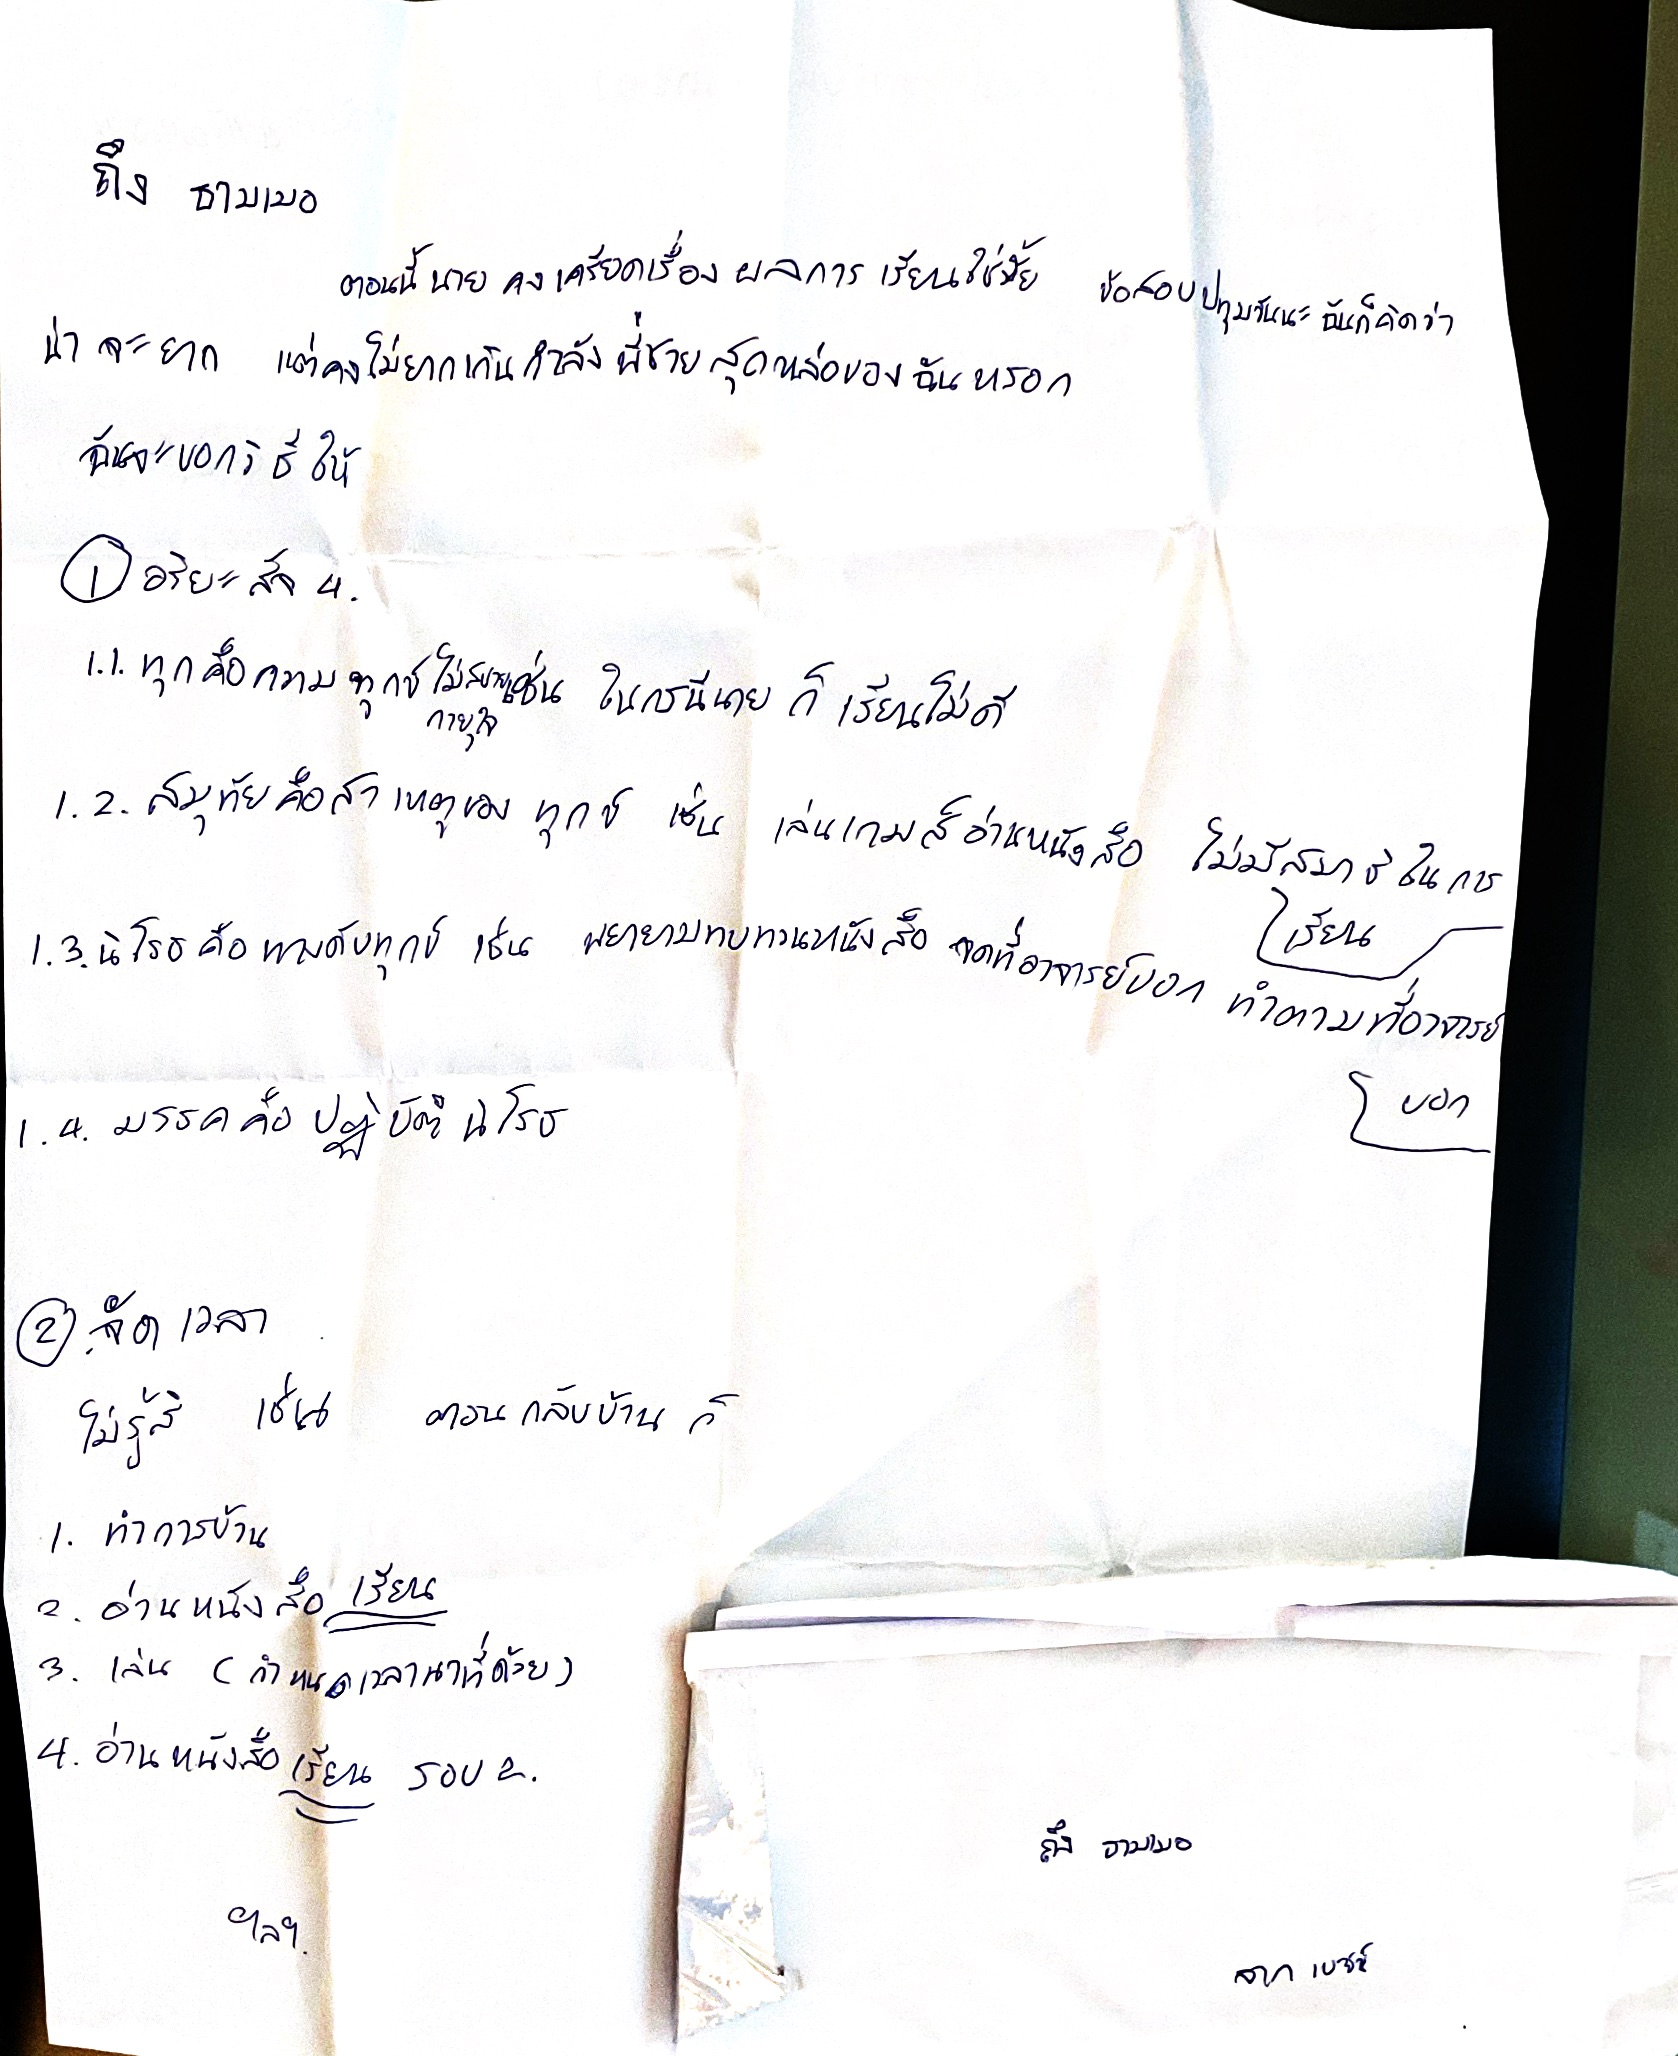 ถึง ธามเมอ
ตอนนี้นาย คงเครียดเรื่อง ผลการ เรียนใช่มั้ย ข้อสอบปทุมวันนะ ฉันก็คิดว่า
น่า จะ ยาก แต่คงไม่ยากเกินกำลัง พี่ชายสุดหล่อของฉัน หรอก
ฉันจะบอกวิธี ให้
① อริยะ สัจ 4.
1.1. ทุกคือความ ทุกข์ ไม่สบายเช่น ในกรณีนาย ก็ เรียนไม่ดี
กายใจ
1.2. สมุทัยคือสาเหตุของ ทุกข์ เช่น เล่นเกมส์ อ่านหนังสือ ไม่มีสมาธิ ในการ
เรียน
1.3. นิโรธ คือ ทางดับทุกข์ เช่น พยายามทบทวนหนังสือ จดที่อาจารย์บอก ทำตามที่อาจารย์
บอก
1.4. มรรค คือ ปฏิบัติ นิโรธ
② จัด เวลา
ไม่รู้สิ เช่น ตอนกลับบ้าน ก็
1. ทำการบ้าน
2. อ่าน หนังสือ เรียน
3. เล่น (กำหนดเวลานาทีด้วย)
4. อ่าน หนังสือ เรียน รอบ 2.
ฯลฯ.
ถึง ธามเมอ
จาก